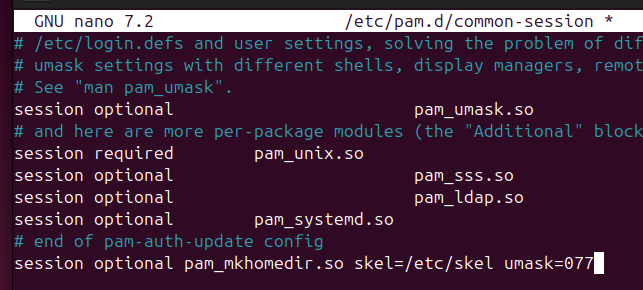 GNU nano 7.2 /etc/pam.d/common-session *
# /etc/login.defs and user settings, solving the problem of dif
# umask settings with different shells, display managers, remot
# See "man pam_umask".
session optional pam_umask.so
# and here are more per-package modules (the "Additional" block
session required pam_unix.so
session optional pam_sss.so
session optional pam_ldap.so
session optional pam_systemd.so
# end of pam-auth-update config
session optional pam_mkhomedir.so skel=/etc/skel umask=077